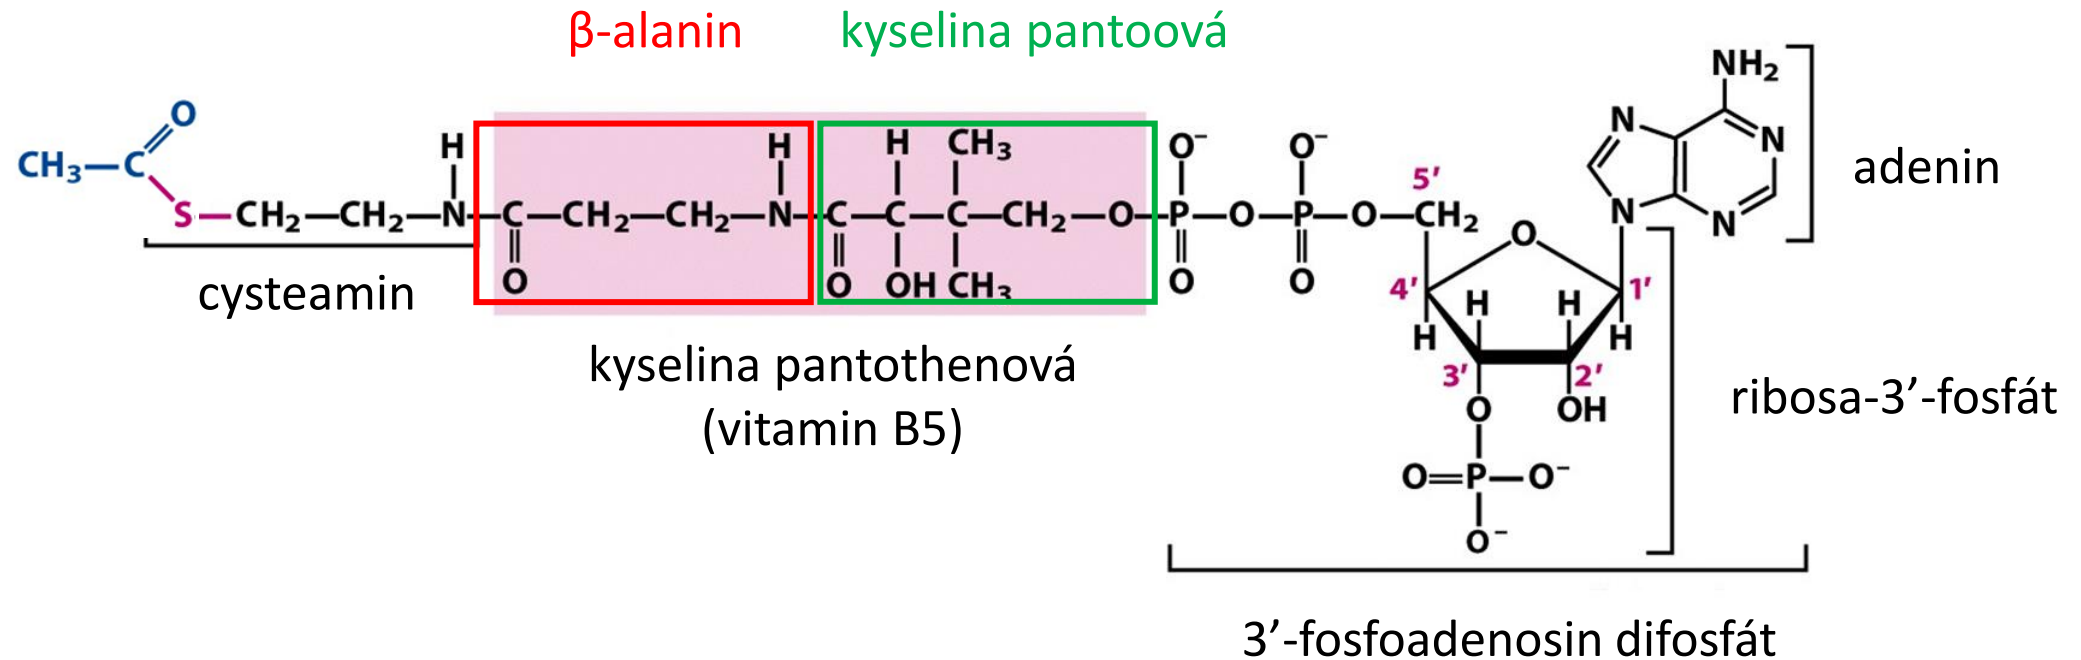 β-alanin kyselina pantoová
NH₂
O O⁻ O⁻ N N
H H H CH₃ adenin
CH₃—C 5′
S—CH₂—CH₂—N—C—CH₂—CH₂—N—C—C—C—CH₂—O—P—O—P—O—CH₂ N N
O
O O OH CH₃ O O 4′ H H 1′
cysteamin
H H
kyselina pantothenová 3′ 2′
O OH ribosa-3’-fosfát
(vitamin B5)
O=P—O⁻
O⁻
3’-fosfoadenosin difosfát